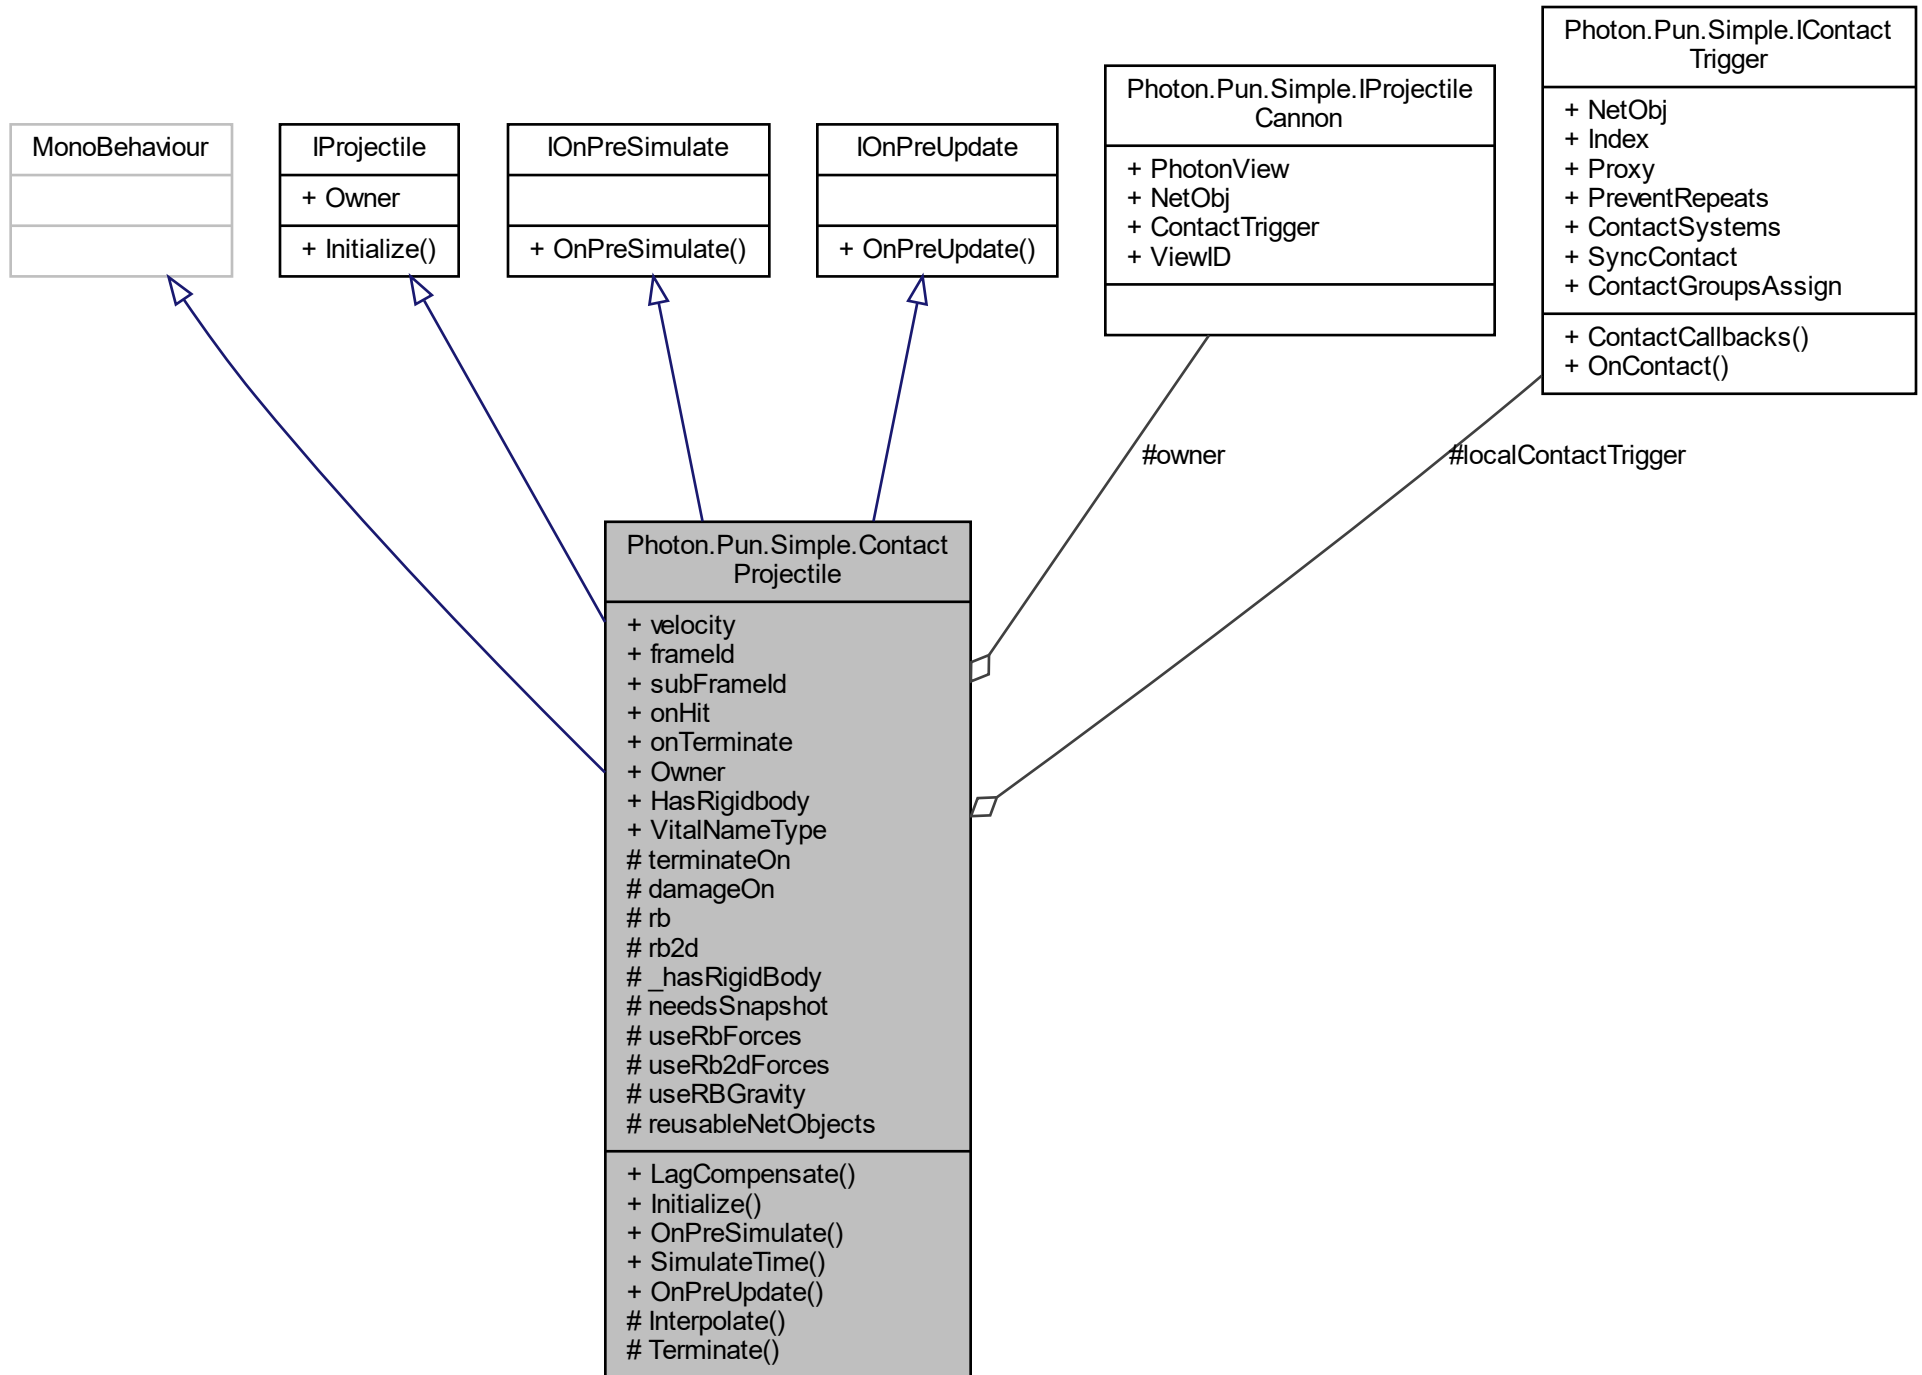 MonoBehaviour
IProjectile
+ Owner
+ Initialize()
IOnPreSimulate
+ OnPreSimulate()
IOnPreUpdate
+ OnPreUpdate()
Photon.Pun.Simple.IProjectile
Cannon
+ PhotonView
+ NetObj
+ ContactTrigger
+ ViewID
Photon.Pun.Simple.IContact
Trigger
+ NetObj
+ Index
+ Proxy
+ PreventRepeats
+ ContactSystems
+ SyncContact
+ ContactGroupsAssign
+ ContactCallbacks()
+ OnContact()
#owner
#localContactTrigger
Photon.Pun.Simple.Contact
Projectile
+ velocity
+ frameId
+ subFrameId
+ onHit
+ onTerminate
+ Owner
+ HasRigidbody
+ VitalNameType
# terminateOn
# damageOn
# rb
# rb2d
# _hasRigidBody
# needsSnapshot
# useRbForces
# useRb2dForces
# useRBGravity
# reusableNetObjects
+ LagCompensate()
+ Initialize()
+ OnPreSimulate()
+ SimulateTime()
+ OnPreUpdate()
# Interpolate()
# Terminate()